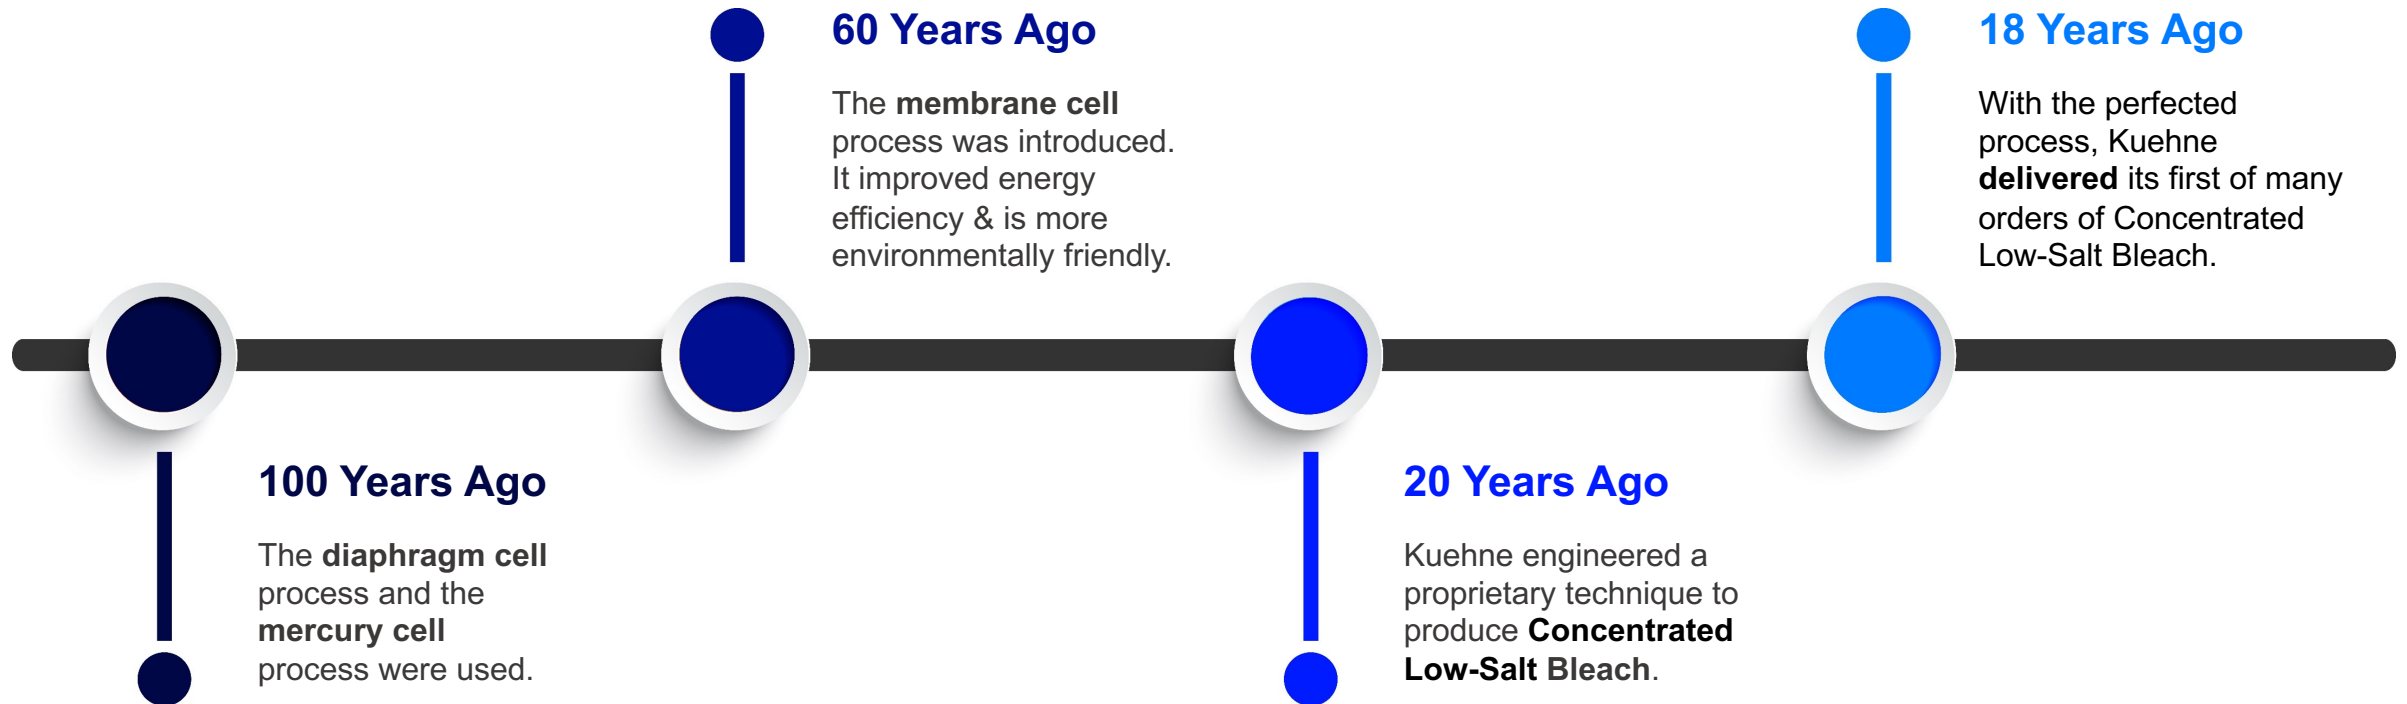 100 Years Ago
The diaphragm cell
process and the
mercury cell
process were used.
60 Years Ago
The membrane cell
process was introduced.
It improved energy
efficiency & is more
environmentally friendly.
20 Years Ago
Kuehne engineered a
proprietary technique to
produce Concentrated
Low-Salt Bleach.
18 Years Ago
With the perfected
process, Kuehne
delivered its first of many
orders of Concentrated
Low-Salt Bleach.